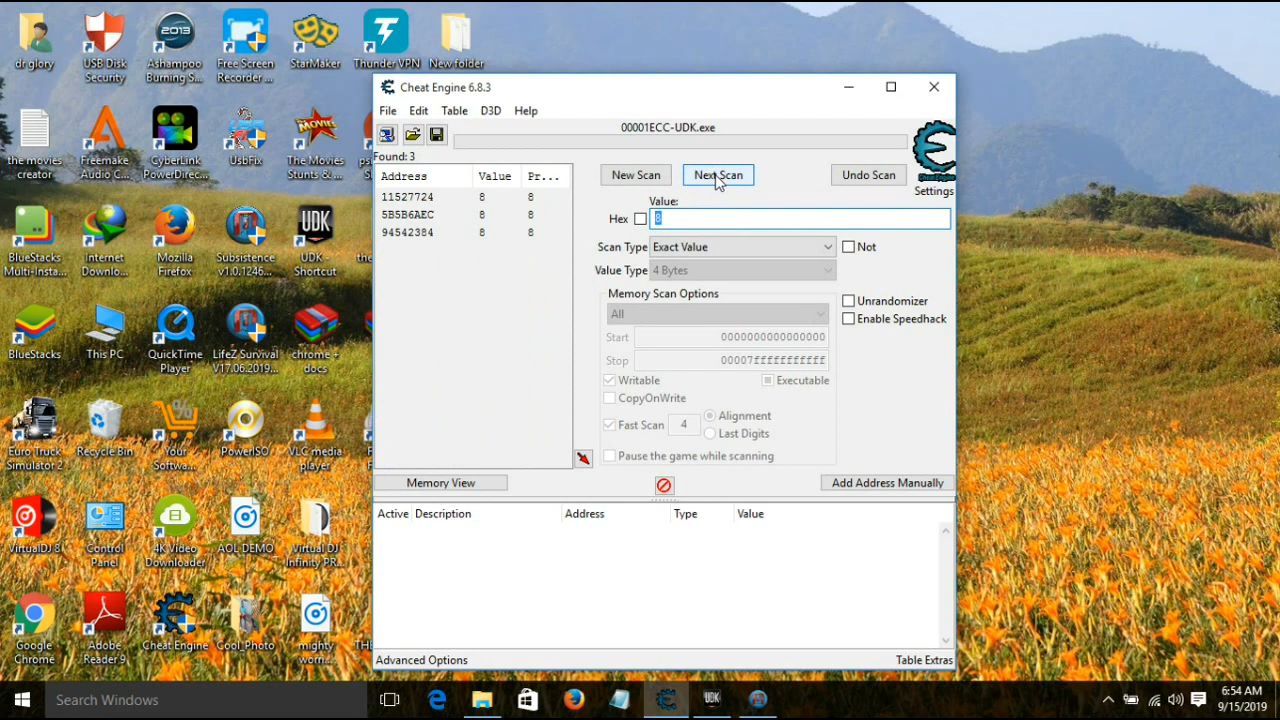 dr glory
USB Disk
Security
2013
Ashampoo
Burning S...
Free Screen
Recorder ...
StarMaker
Thunder VPN
New folder
the movies
creator
Freemake
Audio C...
CyberLink
PowerDirec...
UsbFix
MOVIES
The Movies
Stunts & ...
BlueStacks
Multi-Insta...
Internet
Downlo...
Mozilla
Firefox
Subsistence
v1.0.1246...
UDK
UDK -
Shortcut
BlueStacks
This PC
QuickTime
Player
LifeZ Survival
V17.06.2019...
chrome +
docs
Euro Truck
Simulator 2
Recycle Bin
Your
Softwa...
PowerISO
VLC media
player
VirtualDJ 8
Control
Panel
4K Video
Downloader
AOL DEMO
Virtual DJ
Infinity PR...
Google
Chrome
Adobe
Reader 9
Cheat Engine
Cool_Photo
mighty
worri...
Cheat Engine 6.8.3
File Edit Table D3D Help
00001ECC-UDK.exe
Found: 3
Address Value Pr...
11527724 8 8
5B5B6AEC 8 8
94542384 8 8
New Scan Next Scan Undo Scan
Cheat Engine
Settings
Value:
Hex 8
Scan Type Exact Value Not
Value Type 4 Bytes
Memory Scan Options
All
Unrandomizer
Enable Speedhack
Start 0000000000000000
Stop 00007fffffffffff
Writable Executable
CopyOnWrite
Fast Scan 4 Alignment
Last Digits
Pause the game while scanning
Memory View Add Address Manually
Active Description Address Type Value
Advanced Options Table Extras
Search Windows
UDK
6:54 AM
9/15/2019